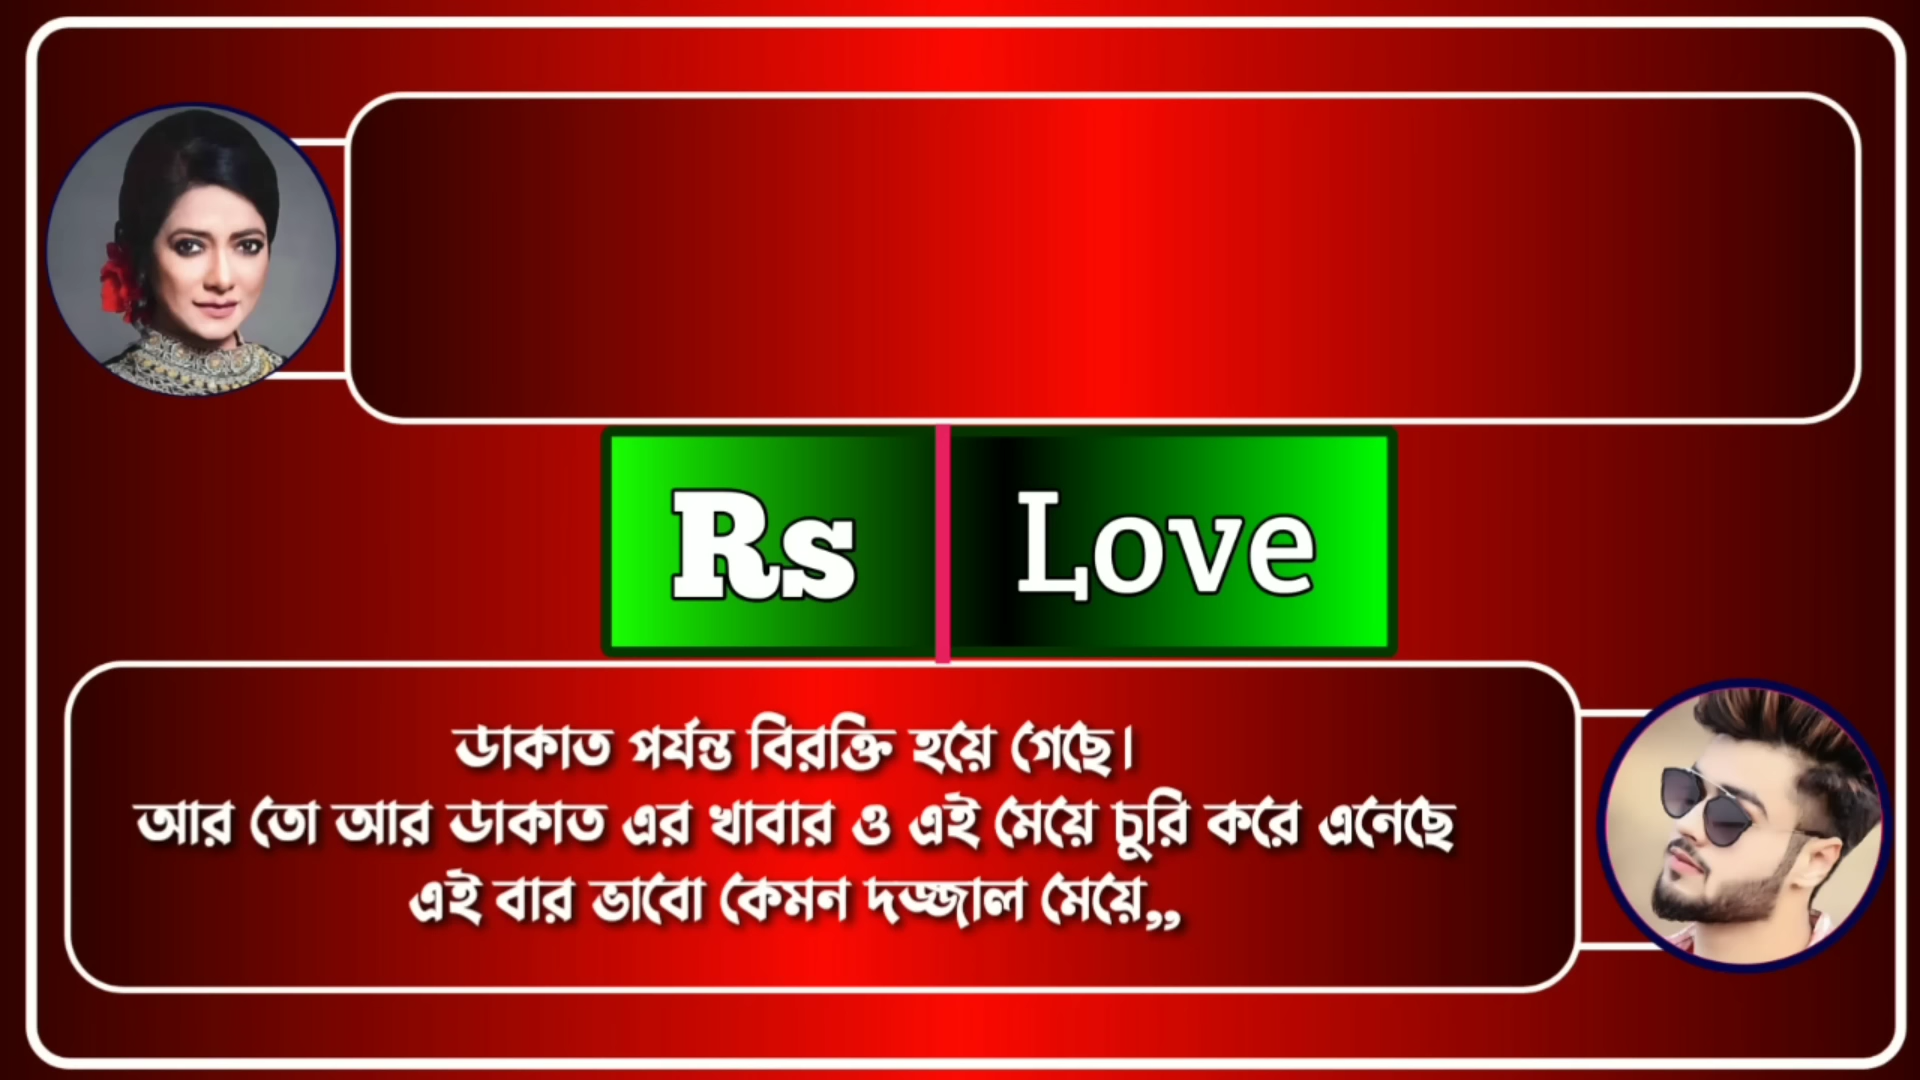 Rs Love
ডাকাত পর্যন্ত বিরক্তি হয়ে গেছে।
আর তো আর ডাকাত এর খাবার ও এই মেয়ে চুরি করে এনেছে
এই বার ভাবো কেমন দজ্জাল মেয়ে,,